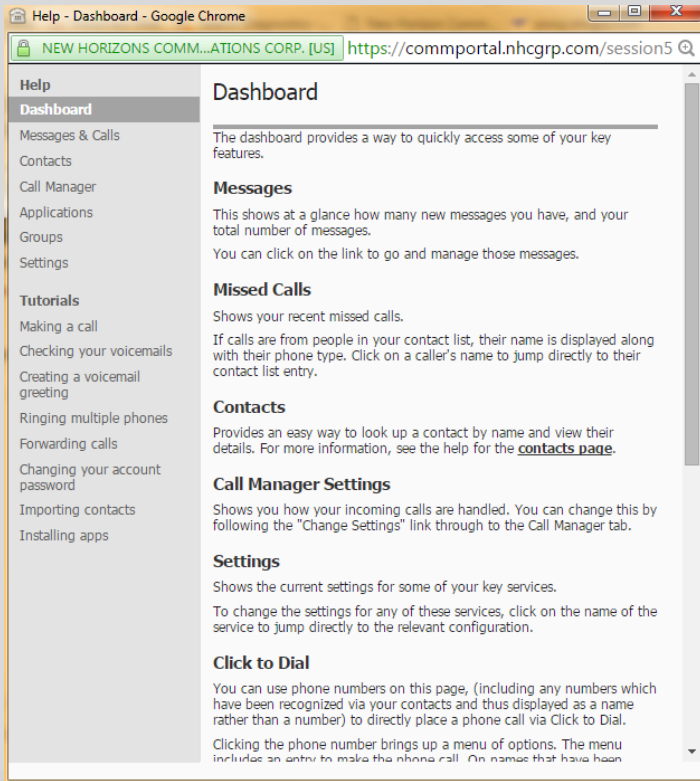 Help - Dashboard - Google Chrome
NEW HORIZONS COMM...ATIONS CORP. [US] https://commportal.nhcgrp.com/session5
Help
Dashboard
Messages & Calls
Contacts
Call Manager
Applications
Groups
Settings
Tutorials
Making a call
Checking your voicemails
Creating a voicemail
greeting
Ringing multiple phones
Forwarding calls
Changing your account
password
Importing contacts
Installing apps
Dashboard
The dashboard provides a way to quickly access some of your key
features.
Messages
This shows at a glance how many new messages you have, and your
total number of messages.
You can click on the link to go and manage those messages.
Missed Calls
Shows your recent missed calls.
If calls are from people in your contact list, their name is displayed along
with their phone type. Click on a caller's name to jump directly to their
contact list entry.
Contacts
Provides an easy way to look up a contact by name and view their
details. For more information, see the help for the contacts page.
Call Manager Settings
Shows you how your incoming calls are handled. You can change this by
following the "Change Settings" link through to the Call Manager tab.
Settings
Shows the current settings for some of your key services.
To change the settings for any of these services, click on the name of the
service to jump directly to the relevant configuration.
Click to Dial
You can use phone numbers on this page, (including any numbers which
have been recognized via your contacts and thus displayed as a name
rather than a number) to directly place a phone call via Click to Dial.
Clicking the phone number brings up a menu of options. The menu
includes an entry to make the phone call. On names that have been